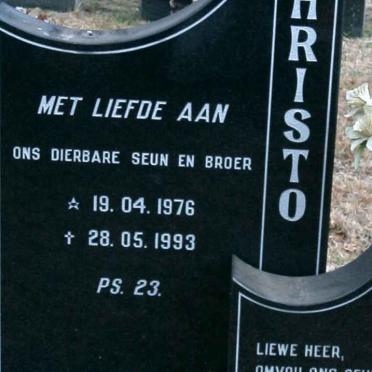 MET LIEFDE AAN
ONS DIERBARE SEUN EN BROER
☆ 19. 04. 1976
✝ 28. 05. 1993
PS. 23.
HRISTO
LIEWE HEER,